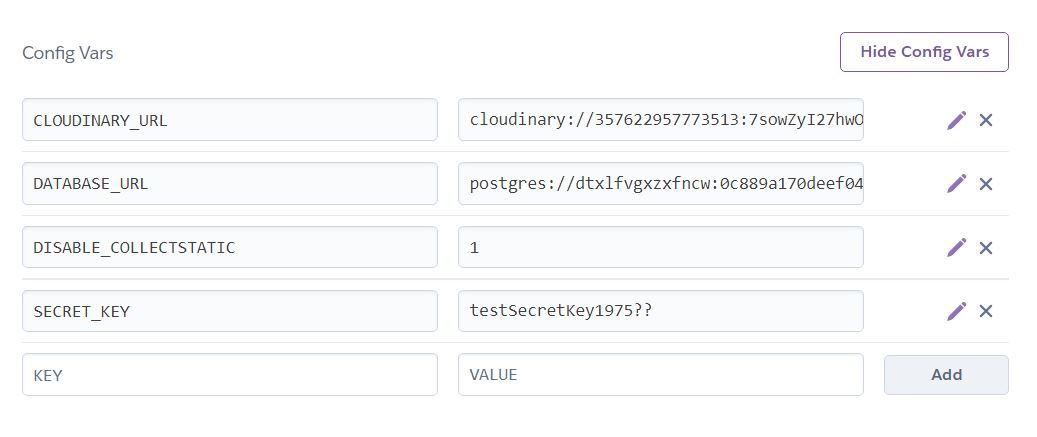 Config Vars
Hide Config Vars
CLOUDINARY_URL
cloudinary://357622957773513:7sowZyI27hwO
DATABASE_URL
postgres://dtxlfvgxzxfncw:0c889a170deef04
DISABLE_COLLECTSTATIC
1
SECRET_KEY
testSecretKey1975??
KEY
VALUE
Add